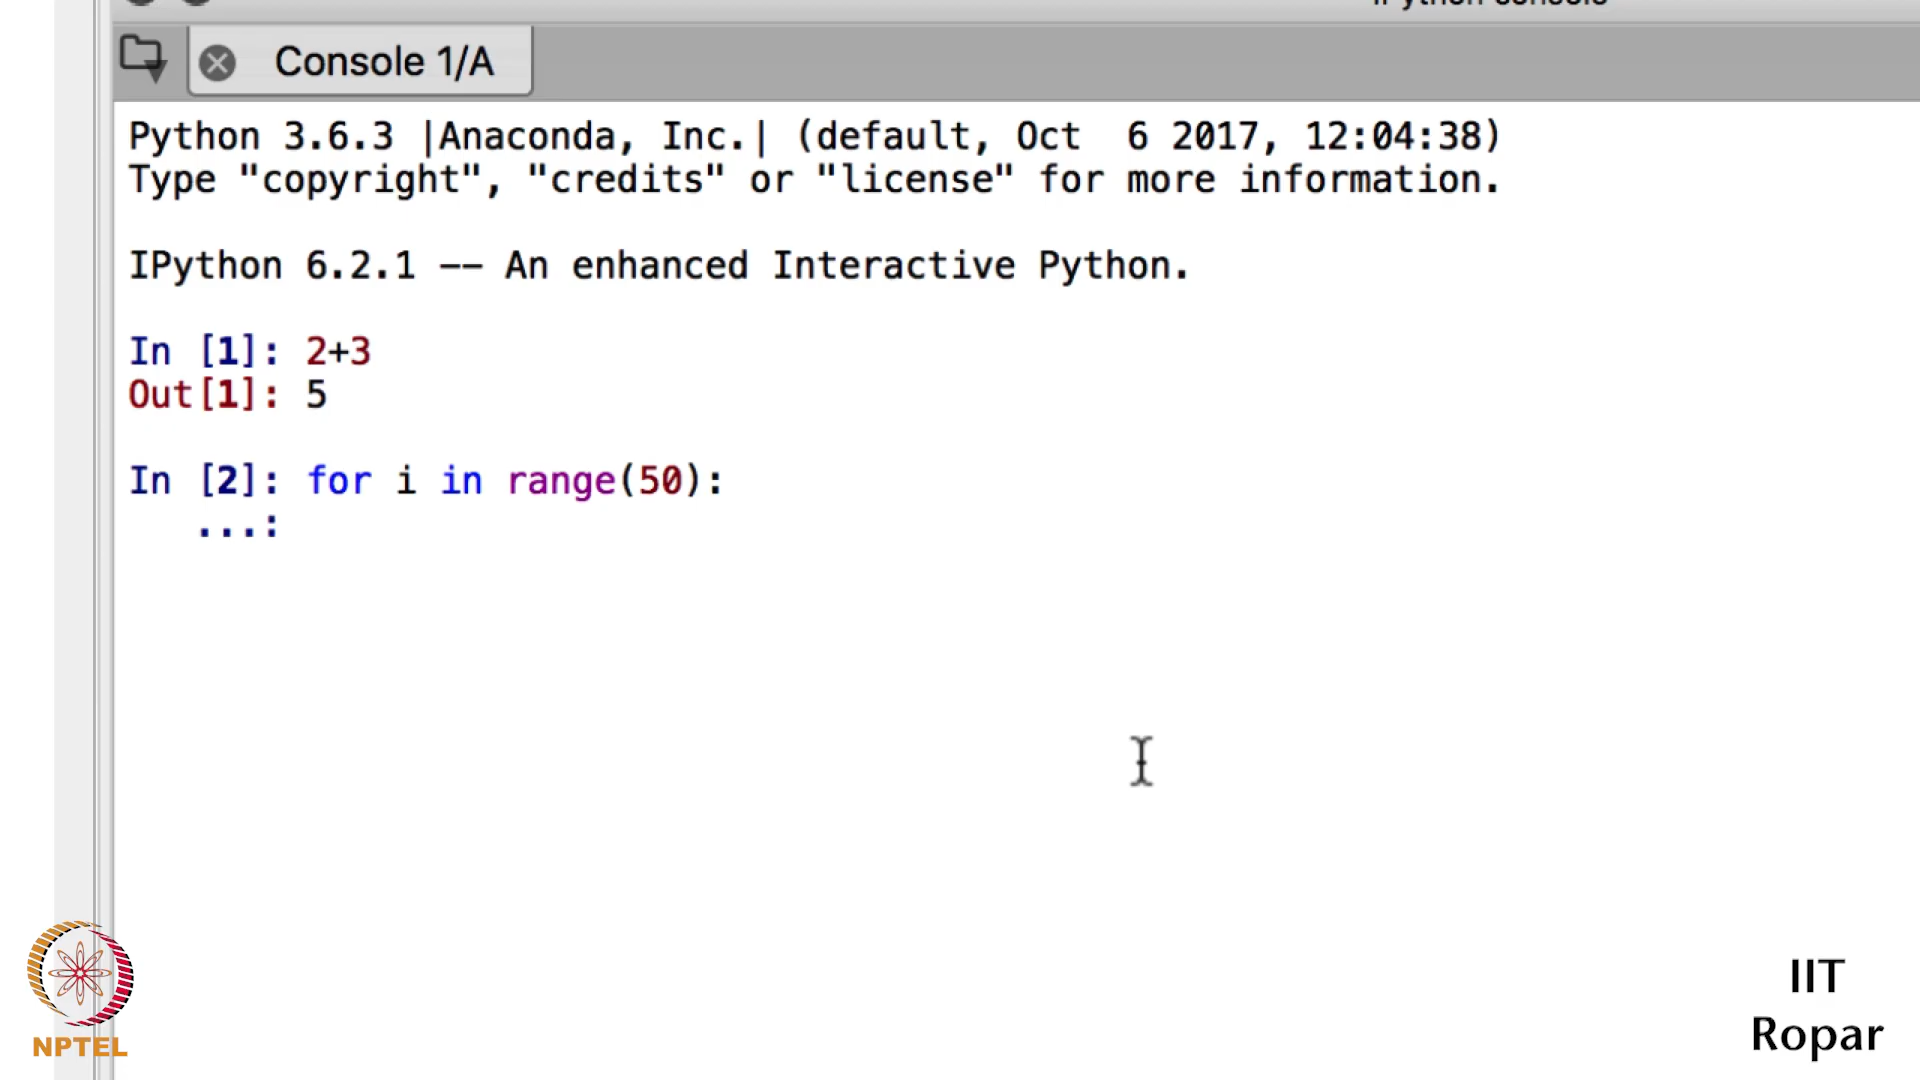 IPython console
Console 1/A
Python 3.6.3 |Anaconda, Inc.| (default, Oct  6 2017, 12:04:38)
Type "copyright", "credits" or "license" for more information.
IPython 6.2.1 -- An enhanced Interactive Python.
In [1]: 2+3
Out[1]: 5
In [2]: for i in range(50):
...:
NPTEL
IIT
Ropar